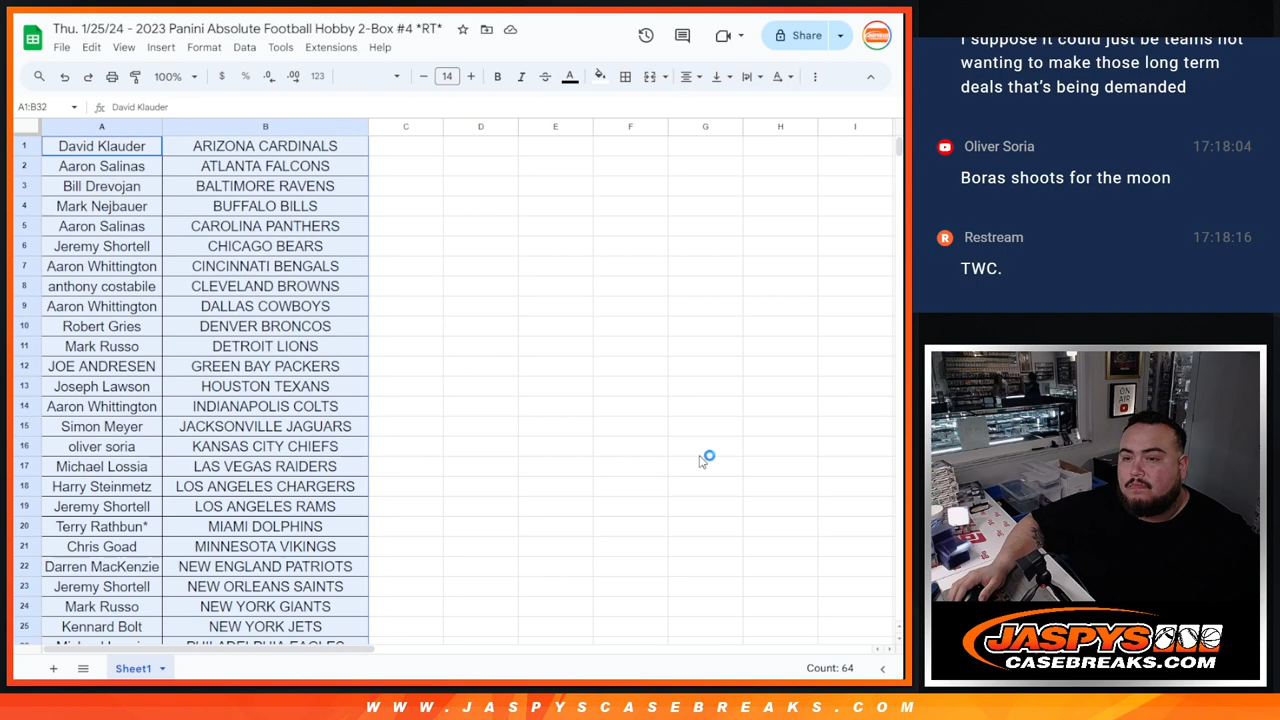 Thu. 1/25/24 - 2023 Panini Absolute Football Hobby 2-Box #4 *RT*
File Edit View Insert Format Data Tools Extensions Help
Share
100% $ % .0 .00 123 14 B I A
A1:B32 fx David Klauder
A B C D E F G H I
1 David Klauder ARIZONA CARDINALS
2 Aaron Salinas ATLANTA FALCONS
3 Bill Drevojan BALTIMORE RAVENS
4 Mark Nejbauer BUFFALO BILLS
5 Aaron Salinas CAROLINA PANTHERS
6 Jeremy Shortell CHICAGO BEARS
7 Aaron Whittington CINCINNATI BENGALS
8 anthony costabile CLEVELAND BROWNS
9 Aaron Whittington DALLAS COWBOYS
10 Robert Gries DENVER BRONCOS
11 Mark Russo DETROIT LIONS
12 JOE ANDRESEN GREEN BAY PACKERS
13 Joseph Lawson HOUSTON TEXANS
14 Aaron Whittington INDIANAPOLIS COLTS
15 Simon Meyer JACKSONVILLE JAGUARS
16 oliver soria KANSAS CITY CHIEFS
17 Michael Lossia LAS VEGAS RAIDERS
18 Harry Steinmetz LOS ANGELES CHARGERS
19 Jeremy Shortell LOS ANGELES RAMS
20 Terry Rathbun* MIAMI DOLPHINS
21 Chris Goad MINNESOTA VIKINGS
22 Darren MacKenzie NEW ENGLAND PATRIOTS
23 Jeremy Shortell NEW ORLEANS SAINTS
24 Mark Russo NEW YORK GIANTS
25 Kennard Bolt NEW YORK JETS
PHILADELPHIA EAGLES
Sheet1
Count: 64
I suppose it could just be teams not
wanting to make those long term
deals that's being demanded
Oliver Soria 17:18:04
Boras shoots for the moon
Restream 17:18:16
TWC.
ON
AIR
JASPYS
CASEBREAKS.COM
WWW.JASPYSCASEBREAKS.COM